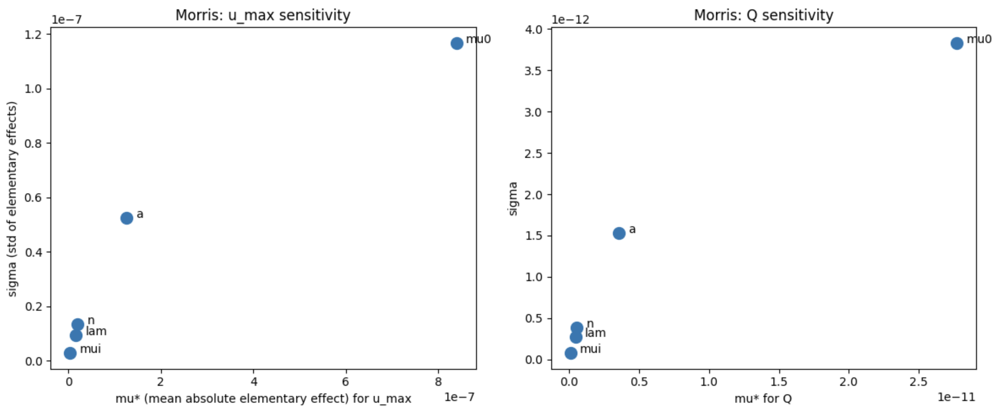 Morris: u_max sensitivity
1e−7
1.2
1.0
0.8
0.6
0.4
0.2
0.0
sigma (std of elementary effects)
mu0
a
n
lam
mui
0
2
4
6
8
1e−7
mu* (mean absolute elementary effect) for u_max
Morris: Q sensitivity
1e−12
4.0
3.5
3.0
2.5
2.0
1.5
1.0
0.5
0.0
sigma
mu0
a
n
lam
mui
0.0
0.5
1.0
1.5
2.0
2.5
1e−11
mu* for Q